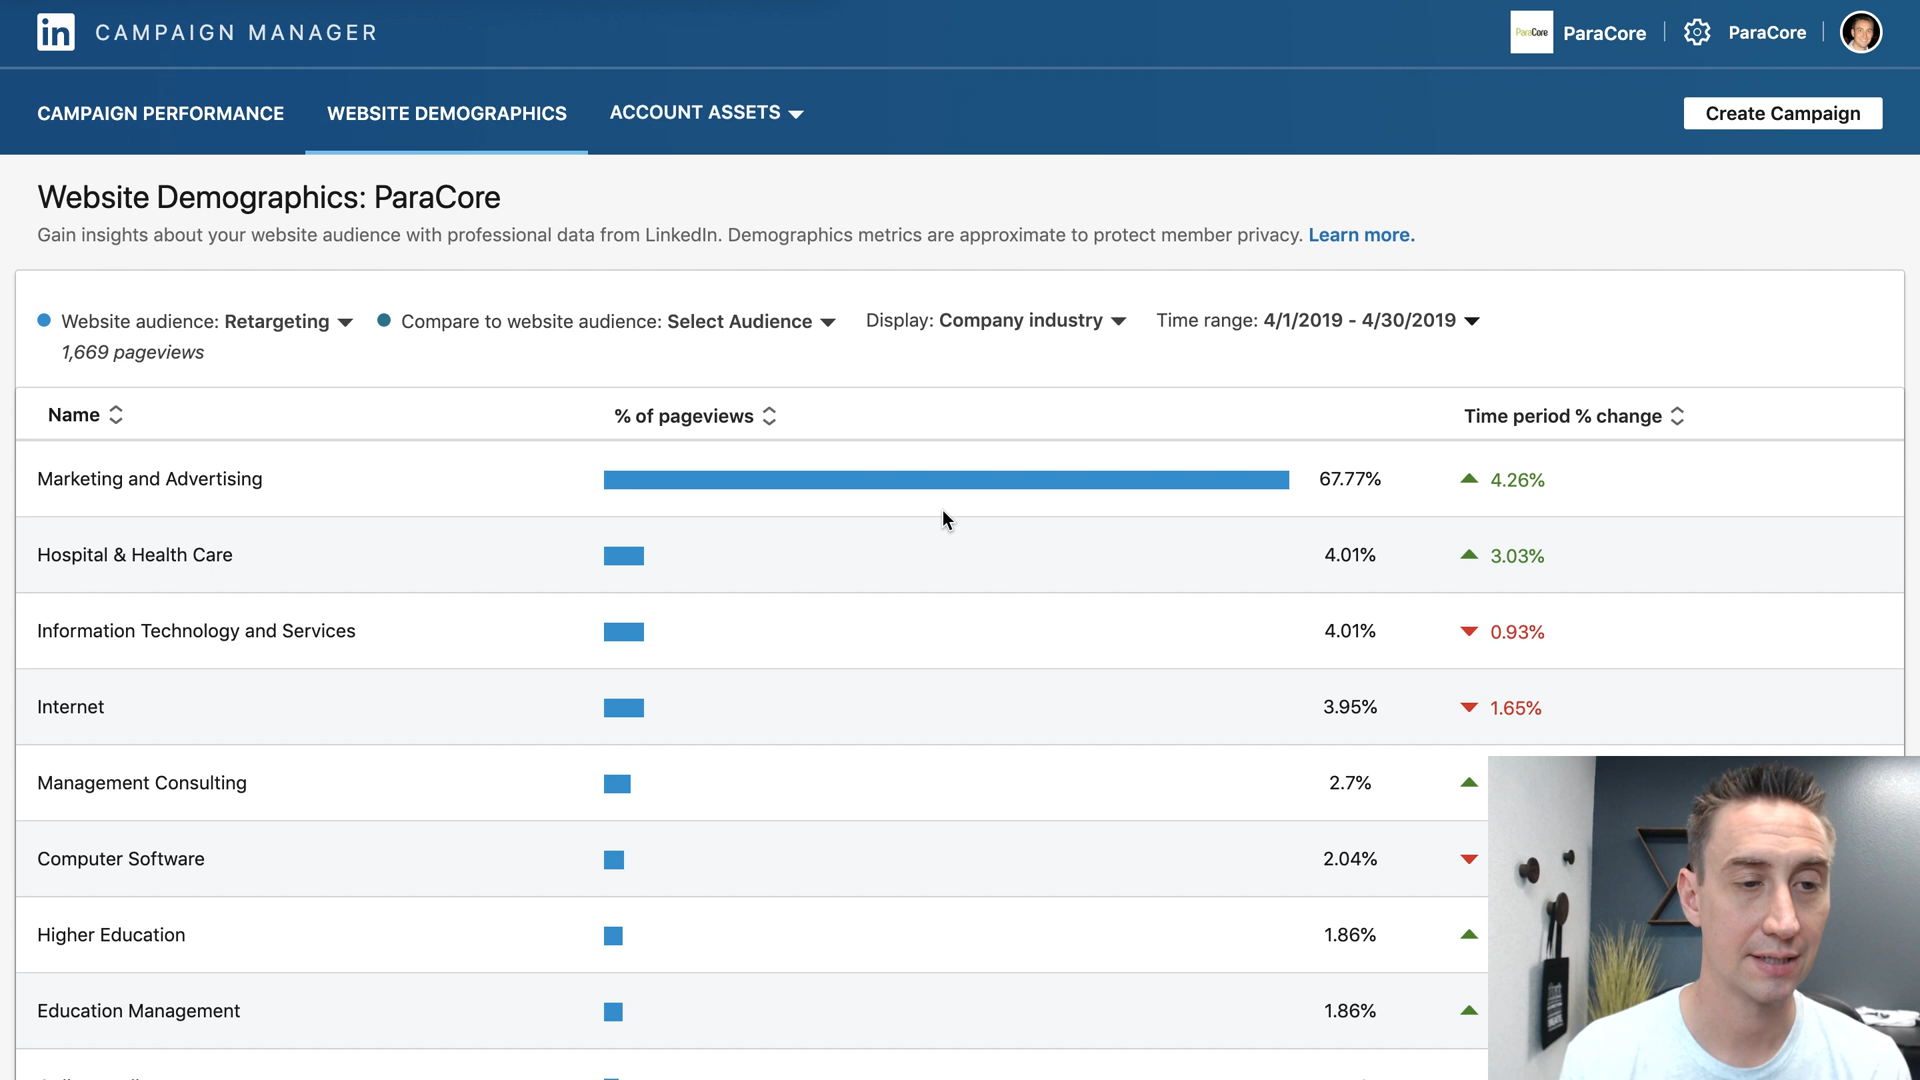 in CAMPAIGN MANAGER
ParaCore ParaCore ParaCore
CAMPAIGN PERFORMANCE WEBSITE DEMOGRAPHICS ACCOUNT ASSETS Create Campaign
Website Demographics: ParaCore
Gain insights about your website audience with professional data from LinkedIn. Demographics metrics are approximate to protect member privacy. Learn more.
Website audience: Retargeting Compare to website audience: Select Audience Display: Company industry Time range: 4/1/2019 - 4/30/2019
1,669 pageviews
Name % of pageviews Time period % change
Marketing and Advertising 67.77% 4.26%
Hospital & Health Care 4.01% 3.03%
Information Technology and Services 4.01% 0.93%
Internet 3.95% 1.65%
Management Consulting 2.7%
Computer Software 2.04%
Higher Education 1.86%
Education Management 1.86%